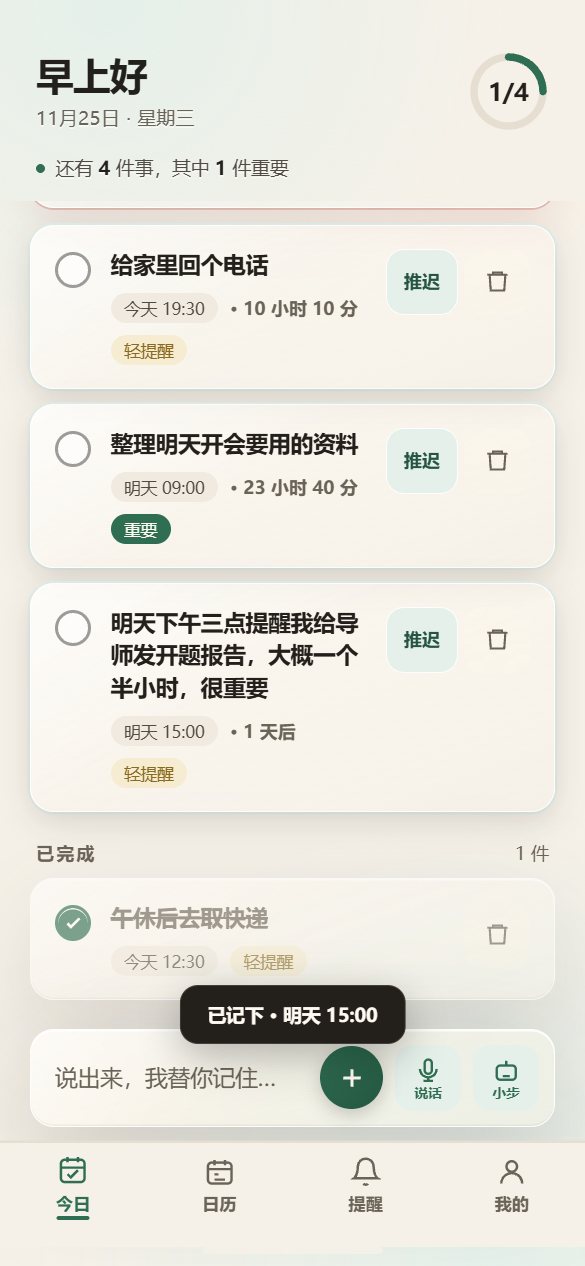 早上好
1/4
11月25日 · 星期三
还有 4 件事，其中 1 件重要
给家里回个电话
推迟
今天 19:30 • 10 小时 10 分
轻提醒
整理明天开会要用的资料
推迟
明天 09:00 • 23 小时 40 分
重要
明天下午三点提醒我给导
师发开题报告，大概一个
半小时，很重要
推迟
明天 15:00 • 1 天后
轻提醒
已完成 1 件
午休后去取快递
今天 12:30 轻提醒
已记下 • 明天 15:00
说出来，我替你记住...
说话
小步
今日 日历 提醒 我的